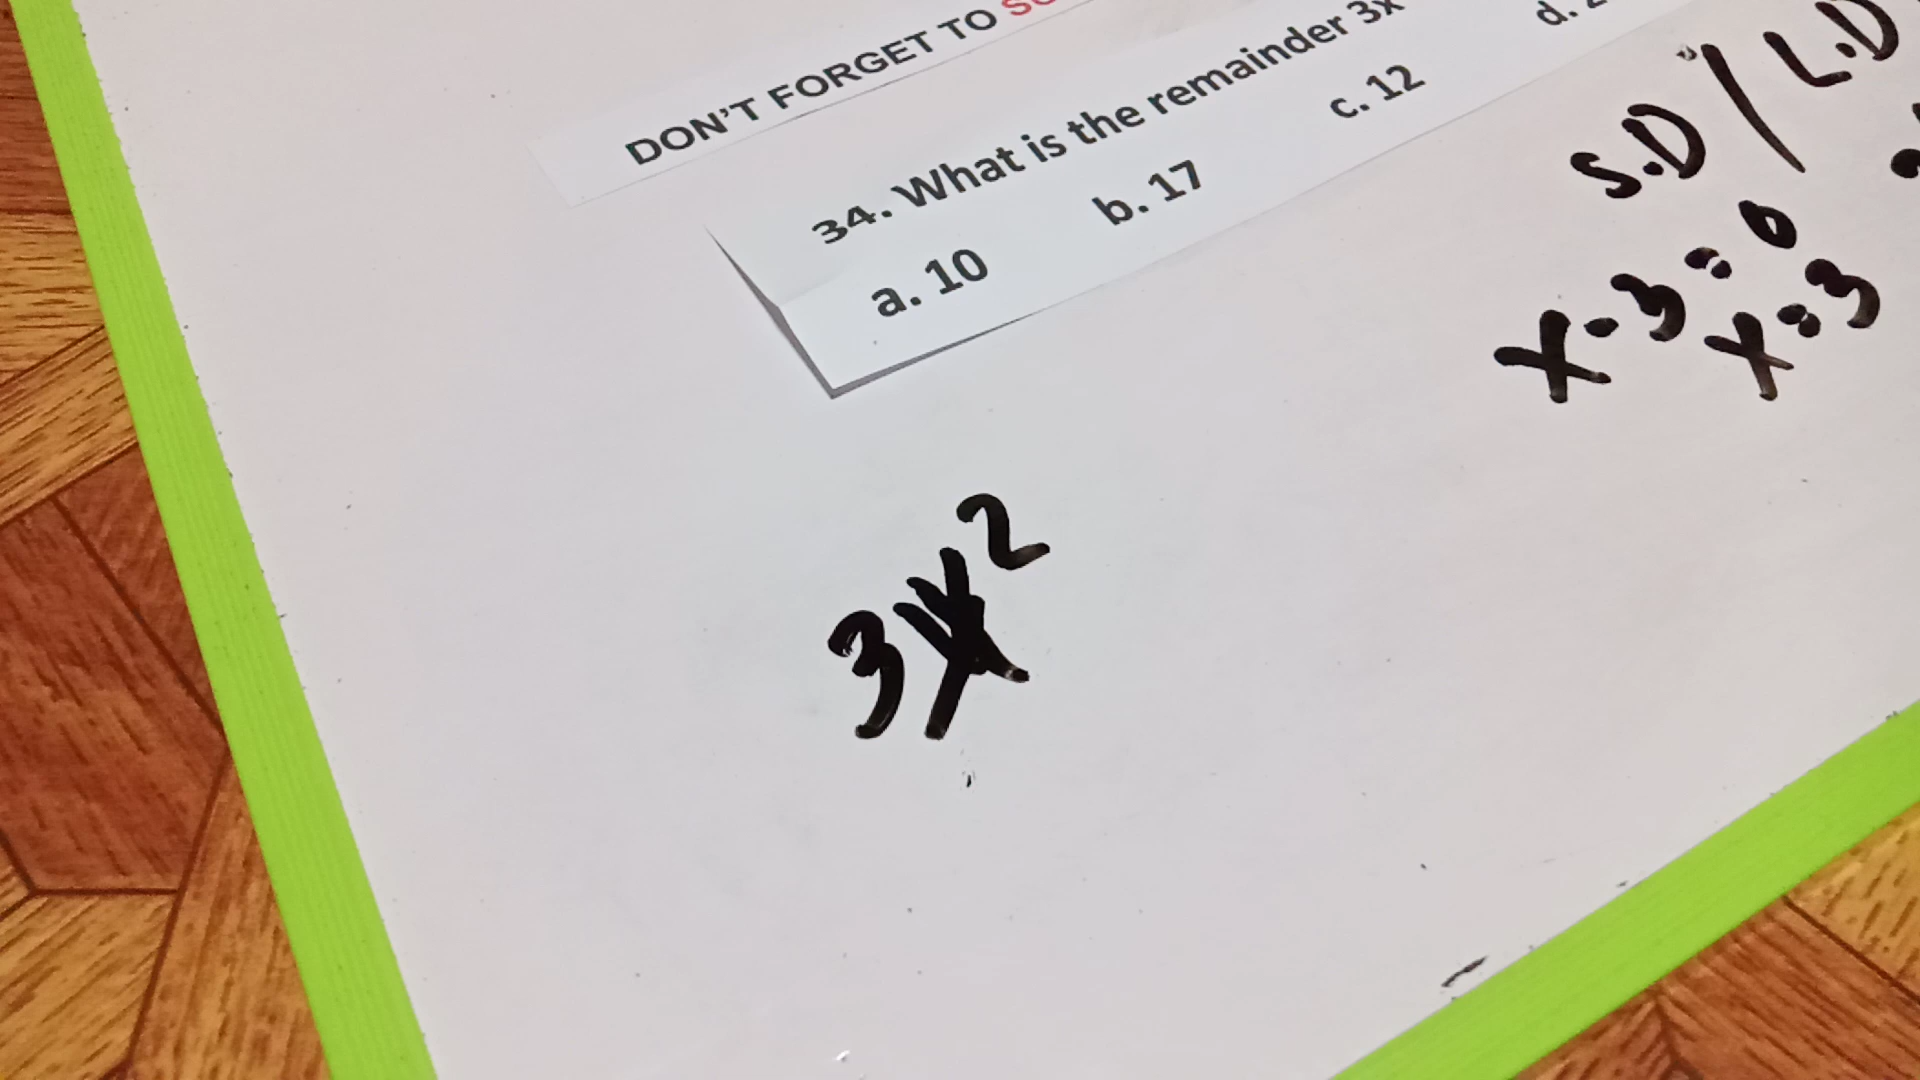 DON'T FORGET TO
34. What is the remainder 3x
a. 10 b. 17 c. 12 d.
S.D / L.D
x - 3 = 0
x = 3
3x²